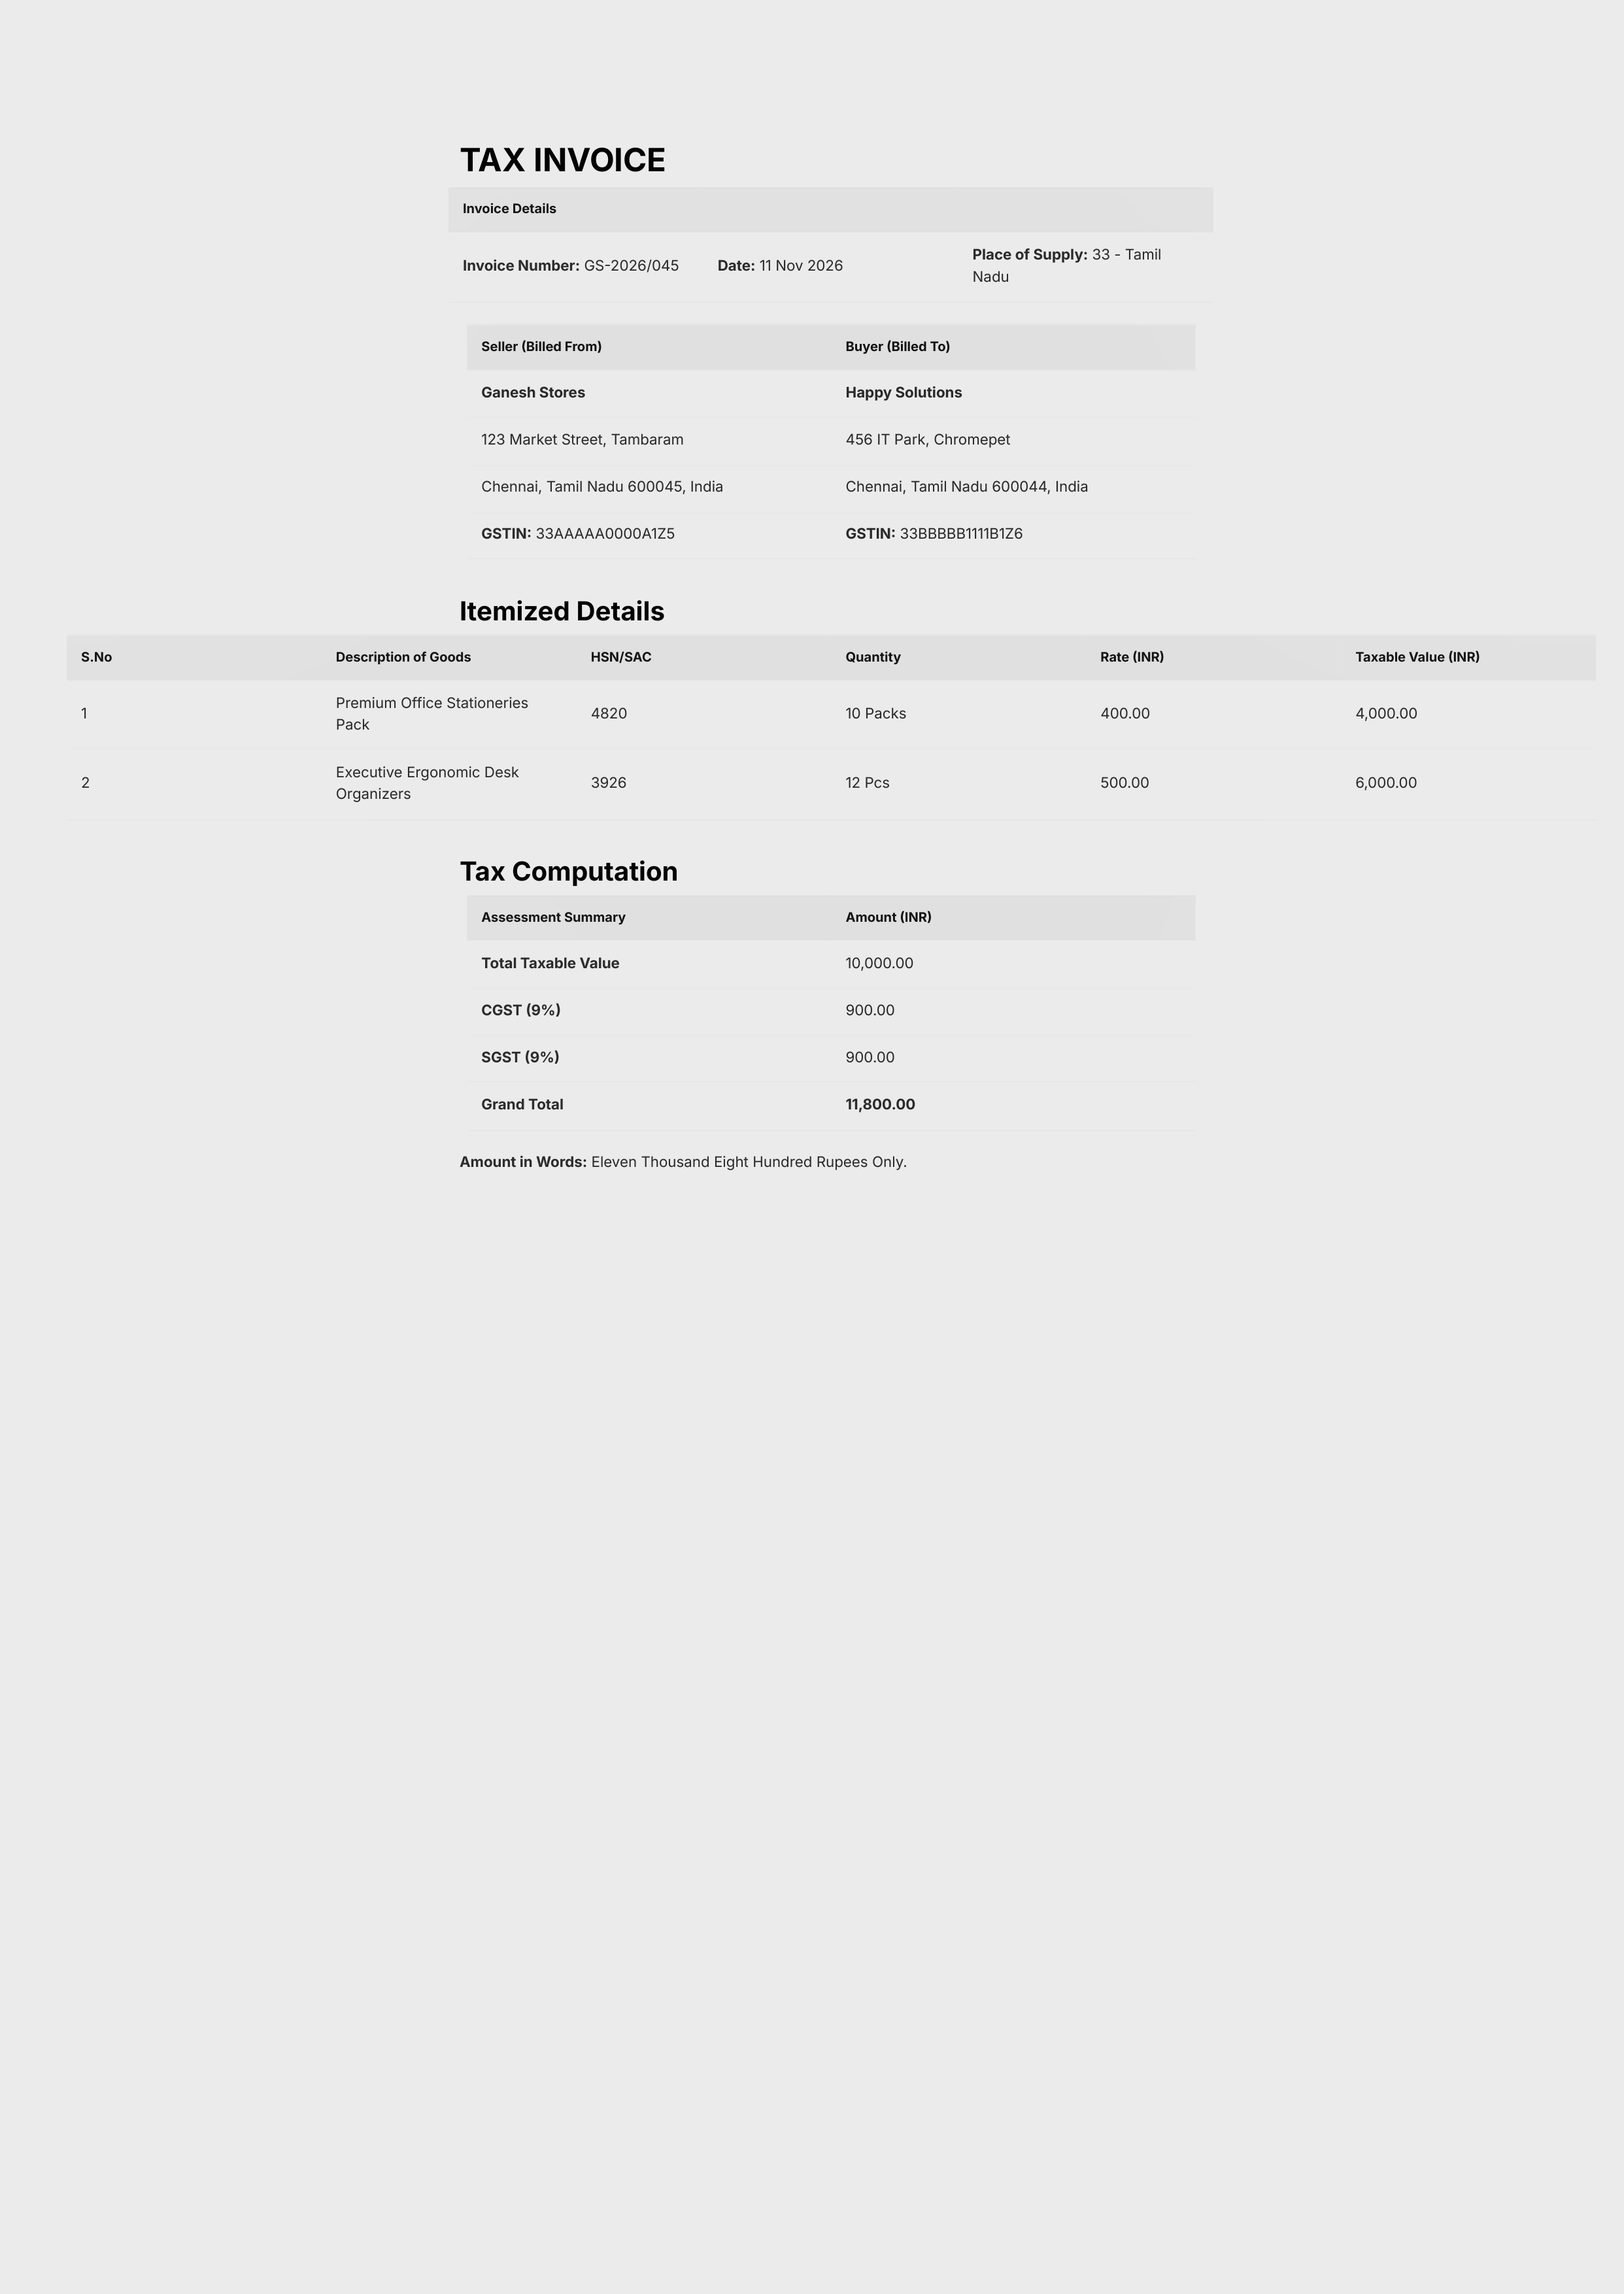 TAX INVOICE
Invoice Details
Invoice Number: GS-2026/045 Date: 11 Nov 2026 Place of Supply: 33 - Tamil
Nadu
Seller (Billed From) Buyer (Billed To)
Ganesh Stores Happy Solutions
123 Market Street, Tambaram 456 IT Park, Chromepet
Chennai, Tamil Nadu 600045, India Chennai, Tamil Nadu 600044, India
GSTIN: 33AAAAA0000A1Z5 GSTIN: 33BBBBB1111B1Z6
Itemized Details
S.No Description of Goods HSN/SAC Quantity Rate (INR) Taxable Value (INR)
1 Premium Office Stationeries
Pack 4820 10 Packs 400.00 4,000.00
2 Executive Ergonomic Desk
Organizers 3926 12 Pcs 500.00 6,000.00
Tax Computation
Assessment Summary Amount (INR)
Total Taxable Value 10,000.00
CGST (9%) 900.00
SGST (9%) 900.00
Grand Total 11,800.00
Amount in Words: Eleven Thousand Eight Hundred Rupees Only.